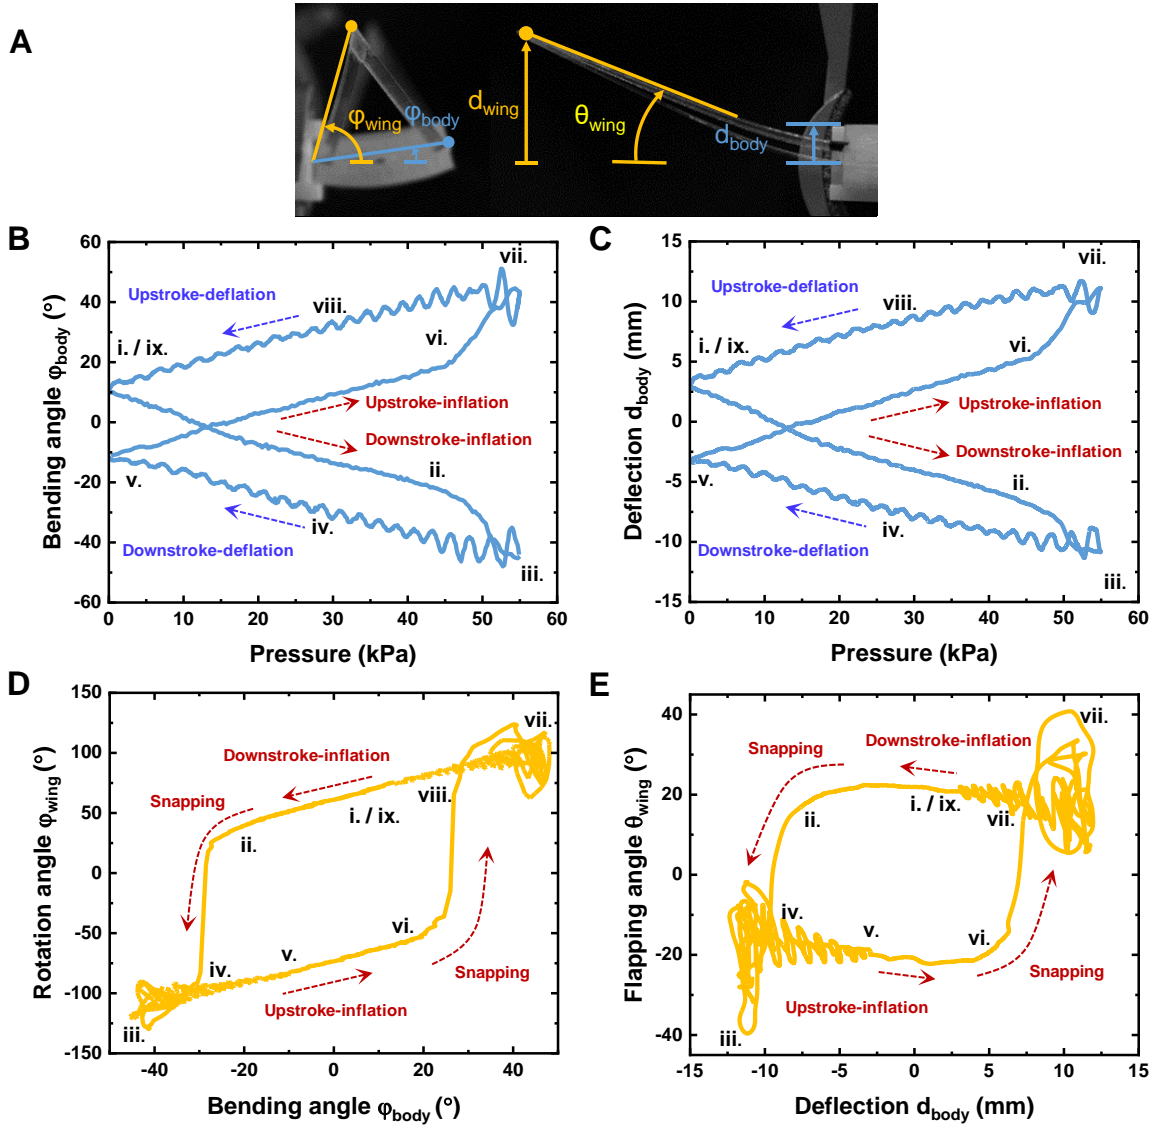 A
φwing
φbody
dwing
θwing
dbody
B
60
40
20
0
-20
-40
-60
0
10
20
30
40
50
60
Bending angle φbody (°)
Pressure (kPa)
Upstroke-deflation
viii.
vii.
i. / ix.
vi.
Upstroke-inflation
Downstroke-inflation
v.
ii.
iv.
Downstroke-deflation
iii.
C
15
10
5
0
-5
-10
-15
0
10
20
30
40
50
60
Deflection dbody (mm)
Pressure (kPa)
vii.
Upstroke-deflation
viii.
i. / ix.
vi.
Upstroke-inflation
Downstroke-inflation
v.
ii.
iv.
Downstroke-deflation
iii.
D
150
100
50
0
-50
-100
-150
-40
-20
0
20
40
Rotation angle φwing (°)
Bending angle φbody (°)
vii.
Downstroke-inflation
Snapping
viii.
i. / ix.
ii.
vi.
v.
iv.
Snapping
Upstroke-inflation
iii.
E
40
20
0
-20
-40
-15
-10
-5
0
5
10
15
Flapping angle θwing (°)
Deflection dbody (mm)
vii.
Downstroke-inflation
Snapping
i. / ix.
ii.
vii.
iv.
v.
vi.
Snapping
Upstroke-inflation
iii.